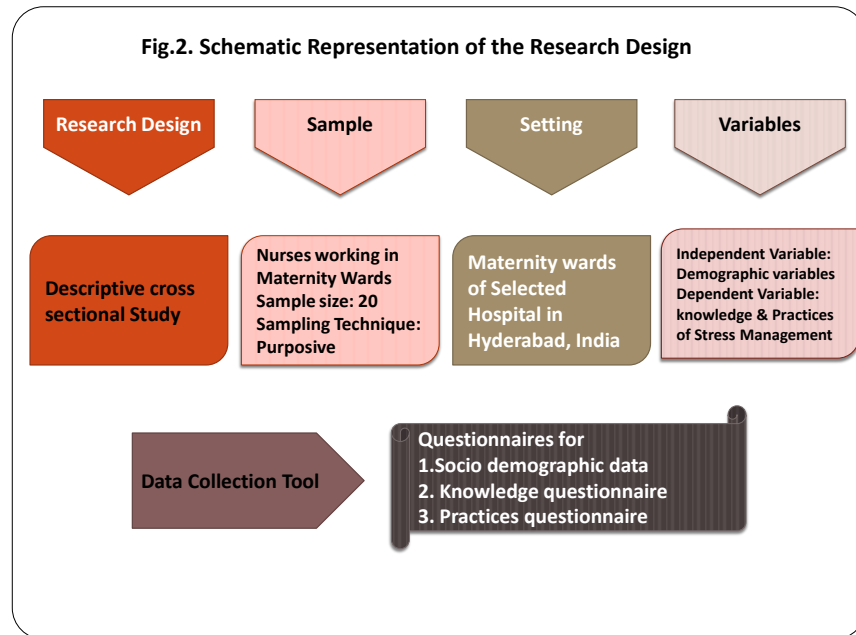 Fig.2. Schematic Representation of the Research Design
Research Design
Sample
Setting
Variables
Descriptive cross
sectional Study
Nurses working in
Maternity Wards
Sample size: 20
Sampling Technique:
Purposive
Maternity wards
of Selected
Hospital in
Hyderabad, India
Independent Variable:
Demographic variables
Dependent Variable:
knowledge & Practices
of Stress Management
Data Collection Tool
Questionnaires for
1.Socio demographic data
2. Knowledge questionnaire
3. Practices questionnaire